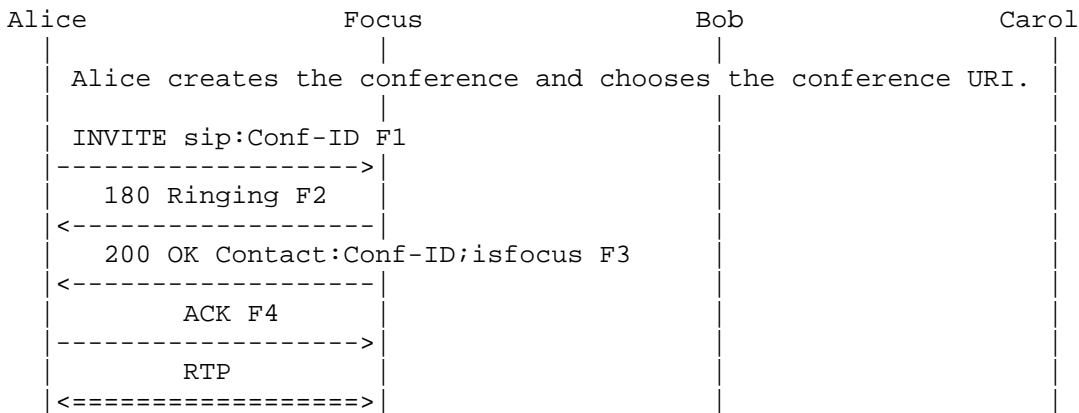 Alice Focus Bob Carol
Alice creates the conference and chooses the conference URI.
INVITE sip:Conf-ID F1
180 Ringing F2
200 OK Contact:Conf-ID;isfocus F3
ACK F4
RTP